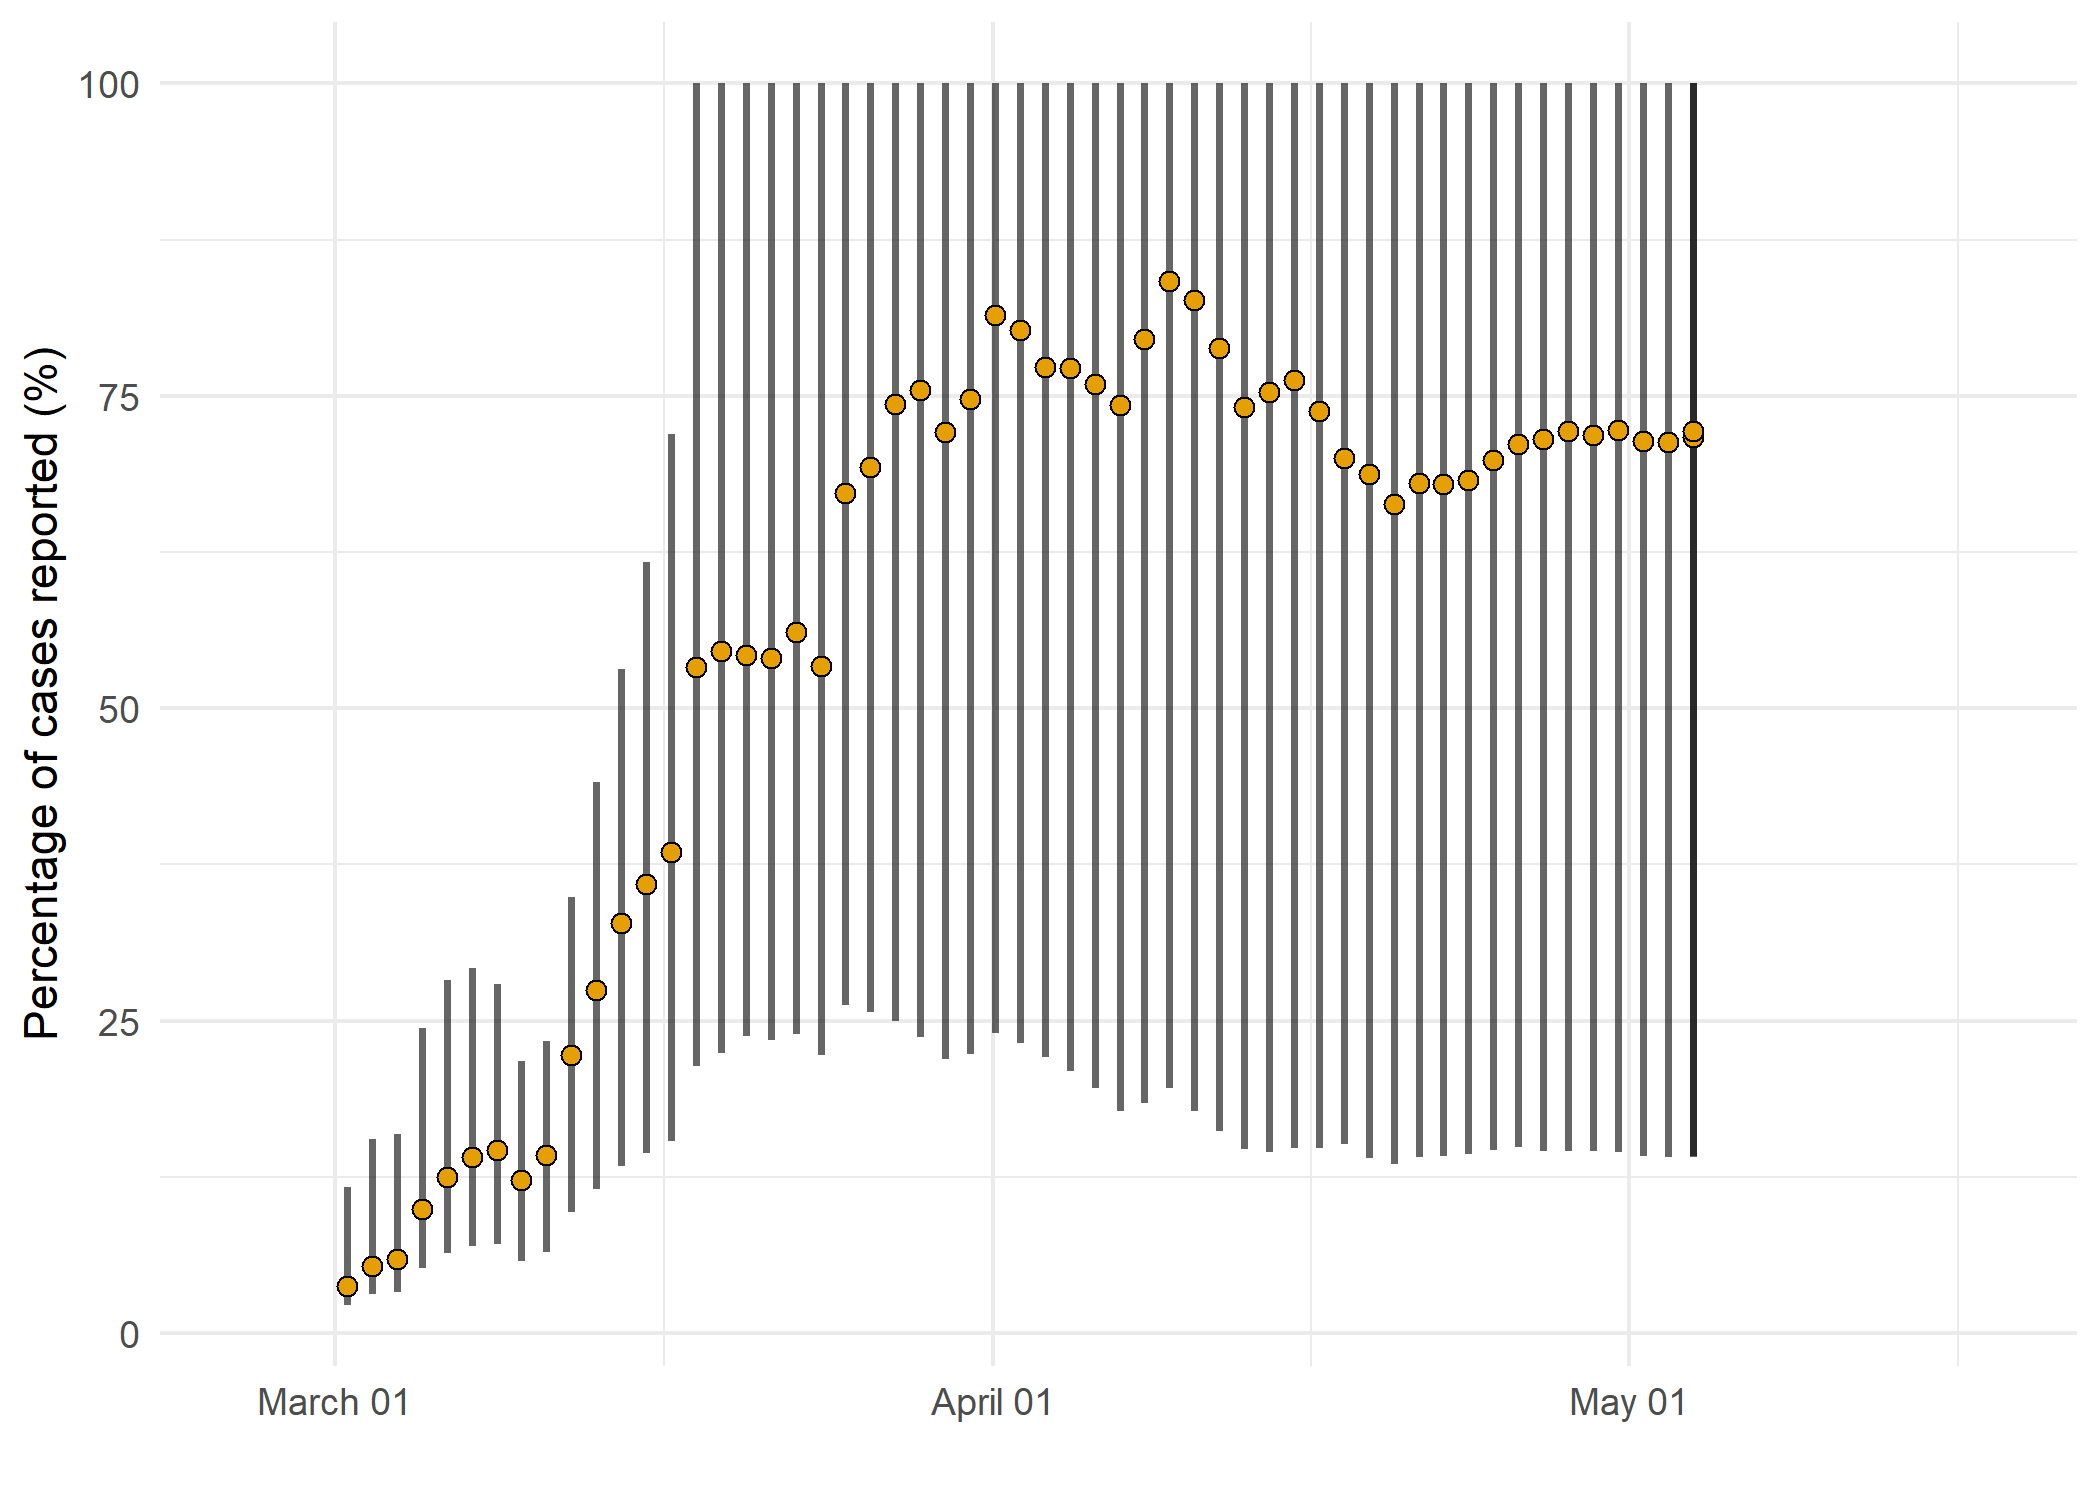 Percentage of cases reported (%)
100
75
50
25
0
March 01
April 01
May 01